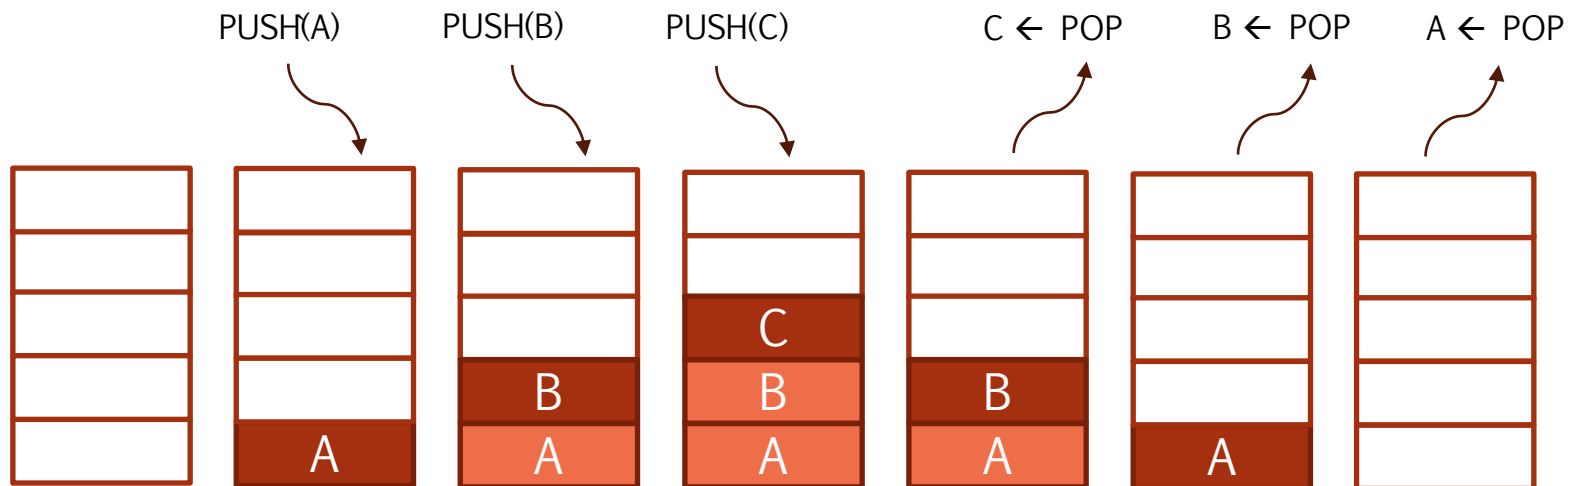 PUSH(A) PUSH(B) PUSH(C) C ← POP B ← POP A ← POP
C
B B B
A A A A A